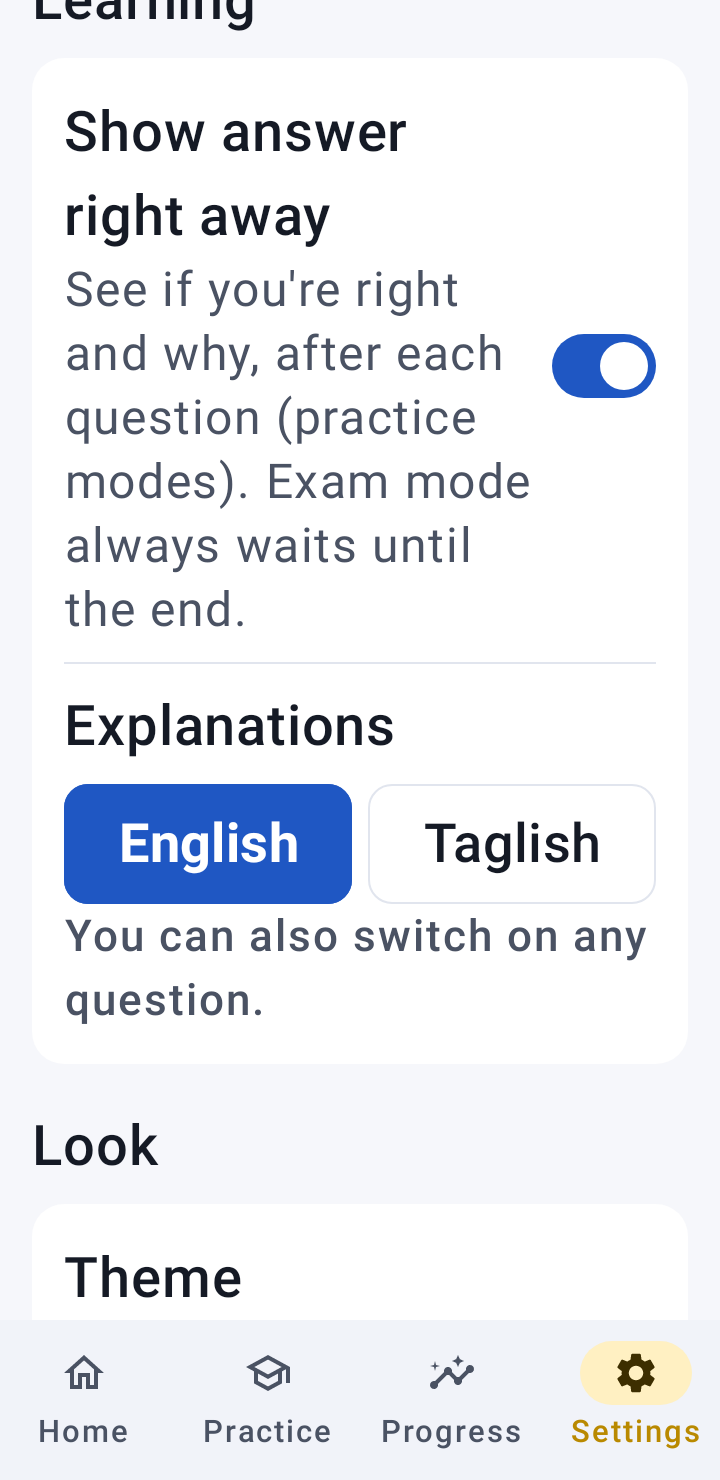 Learning
Show answer
right away
See if you're right
and why, after each
question (practice
modes). Exam mode
always waits until
the end.
Explanations
English
Taglish
You can also switch on any
question.
Look
Theme
Home
Practice
Progress
Settings